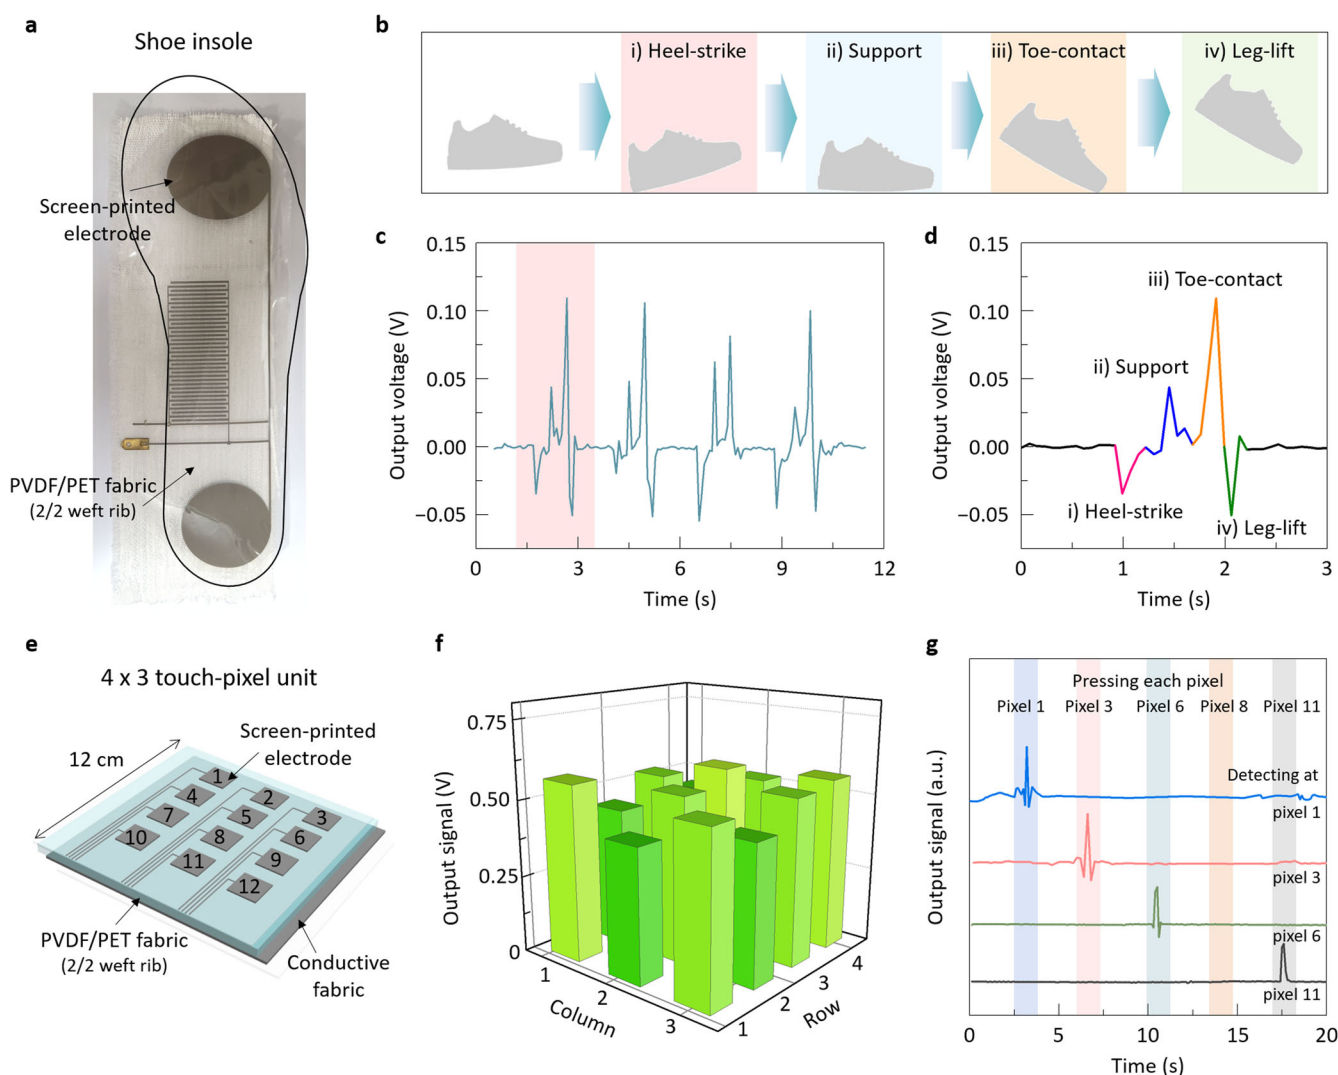 a
Shoe insole
Screen-printed
electrode
PVDF/PET fabric
(2/2 weft rib)
b
i) Heel-strike
ii) Support
iii) Toe-contact
iv) Leg-lift
c
Output voltage (V)
0.15
0.10
0.05
0.00
−0.05
0
3
6
9
12
Time (s)
d
Output voltage (V)
0.15
0.10
0.05
0.00
−0.05
iii) Toe-contact
ii) Support
i) Heel-strike
iv) Leg-lift
0
1
2
3
Time (s)
e
4 x 3 touch-pixel unit
12 cm
Screen-printed
electrode
1
2
3
4
5
6
7
8
9
10
11
12
PVDF/PET fabric
(2/2 weft rib)
Conductive
fabric
f
Output signal (V)
0.75
0.50
0.25
0
1
2
3
Column
1
2
3
4
Row
g
Output signal (a.u.)
Pressing each pixel
Pixel 1
Pixel 3
Pixel 6
Pixel 8
Pixel 11
Detecting at
pixel 1
pixel 3
pixel 6
pixel 11
0
5
10
15
20
Time (s)